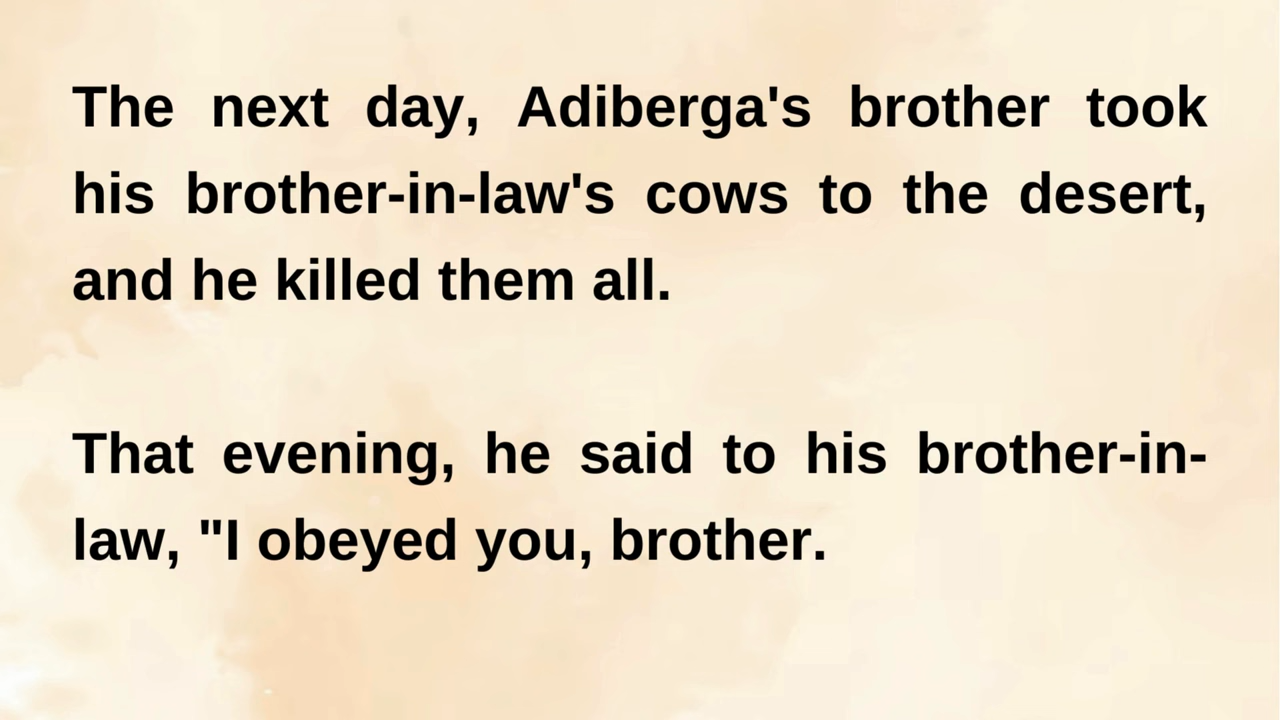 The next day, Adiberga's brother took
his brother-in-law's cows to the desert,
and he killed them all.
That evening, he said to his brother-in-
law, "I obeyed you, brother.